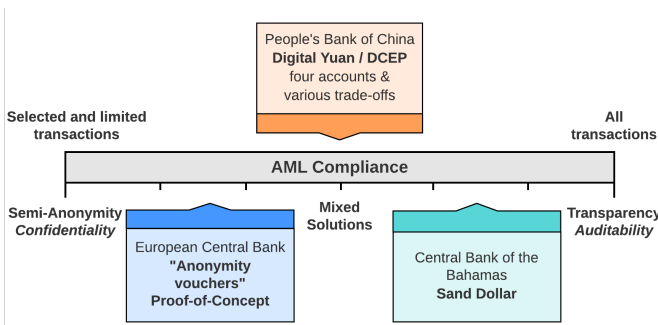 People's Bank of China
Digital Yuan / DCEP
four accounts &
various trade-offs
Selected and limited
transactions
All
transactions
AML Compliance
Semi-Anonymity
Confidentiality
Mixed
Solutions
Transparency
Auditability
European Central Bank
"Anonymity
vouchers"
Proof-of-Concept
Central Bank of the
Bahamas
Sand Dollar